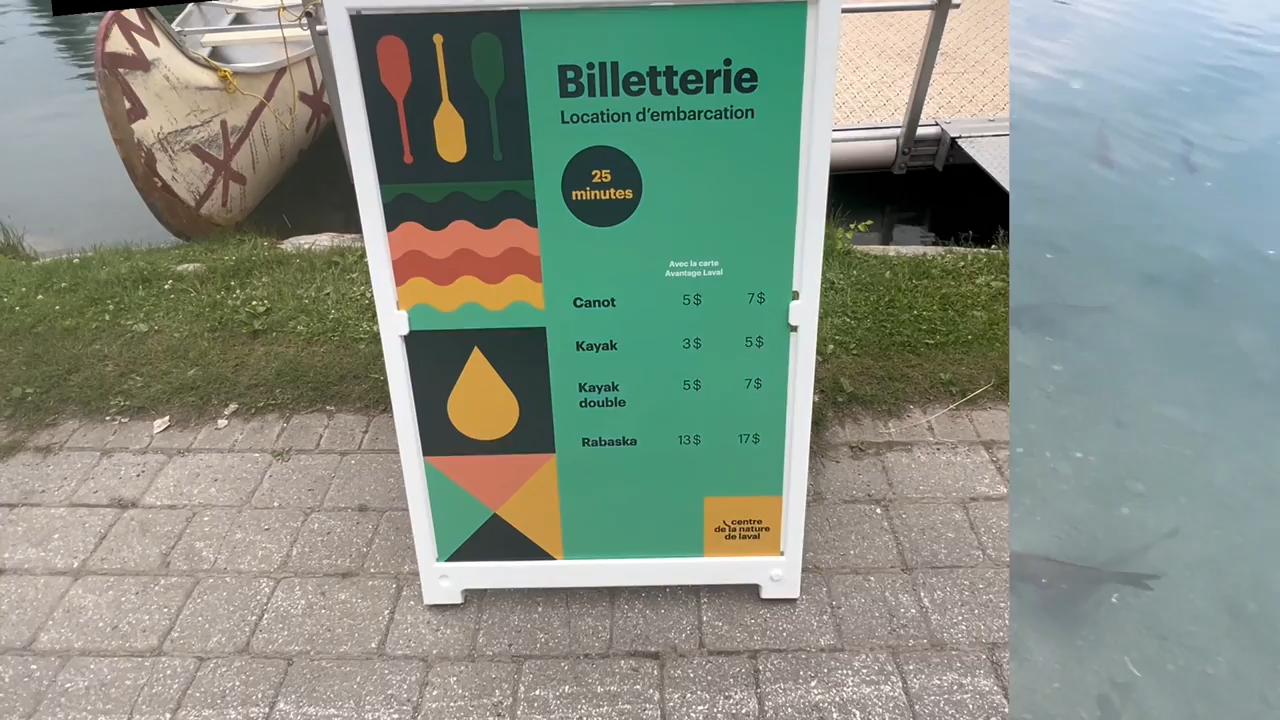 Billetterie
Location d'embarcation
25
minutes
Avec la carte
Avantage Laval
Canot 5$ 7$
Kayak 3$ 5$
Kayak
double 5$ 7$
Rabaska 13$ 17$
centre
de la nature
de laval